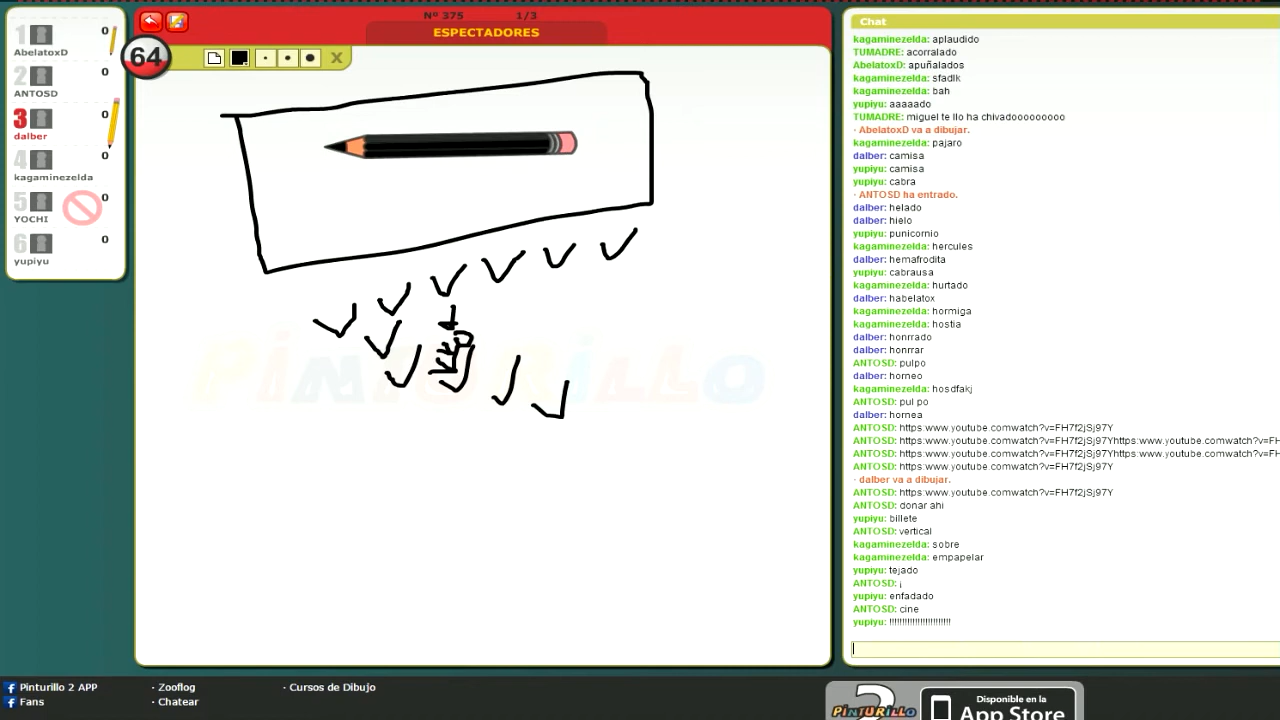 1
AbelatoxD
0
2
ANTOSD
0
3
dalber
0
4
kagaminezelda
0
5
YOCHI
0
6
yupiyu
0
64
Nº 375 1/3
ESPECTADORES
PINTURILLO
Chat
kagaminezelda: aplaudido
TUMADRE: acorralado
AbelatoxD: apuñalados
kagaminezelda: sfadlk
kagaminezelda: bah
yupiyu: aaaaado
TUMADRE: miguel te llo ha chivadooooooooo
· AbelatoxD va a dibujar.
kagaminezelda: pajaro
dalber: camisa
yupiyu: camisa
yupiyu: cabra
· ANTOSD ha entrado.
dalber: helado
dalber: hielo
yupiyu: punicornio
kagaminezelda: hercules
dalber: hemafrodita
yupiyu: cabrausa
kagaminezelda: hurtado
dalber: habelatox
kagaminezelda: hormiga
kagaminezelda: hostia
dalber: honrrado
dalber: honrrar
ANTOSD: pulpo
dalber: horneo
kagaminezelda: hosdfakj
ANTOSD: pul po
dalber: hornea
ANTOSD: https:www.youtube.comwatch?v=FH7f2jSj97Y
ANTOSD: https:www.youtube.comwatch?v=FH7f2jSj97Yhttps:www.youtube.comwatch?v=FH
ANTOSD: https:www.youtube.comwatch?v=FH7f2jSj97Yhttps:www.youtube.comwatch?v=FH
ANTOSD: https:www.youtube.comwatch?v=FH7f2jSj97Y
· dalber va a dibujar.
ANTOSD: https:www.youtube.comwatch?v=FH7f2jSj97Y
ANTOSD: donar ahi
yupiyu: billete
ANTOSD: vertical
kagaminezelda: sobre
kagaminezelda: empapelar
yupiyu: tejado
ANTOSD: ¡
yupiyu: enfadado
ANTOSD: cine
yupiyu: !!!!!!!!!!!!!!!!!!!!!!!
Pinturillo 2 APP
Fans
· Zooflog
· Chatear
· Cursos de Dibujo
2
PINTURILLO
Disponible en la
App Store